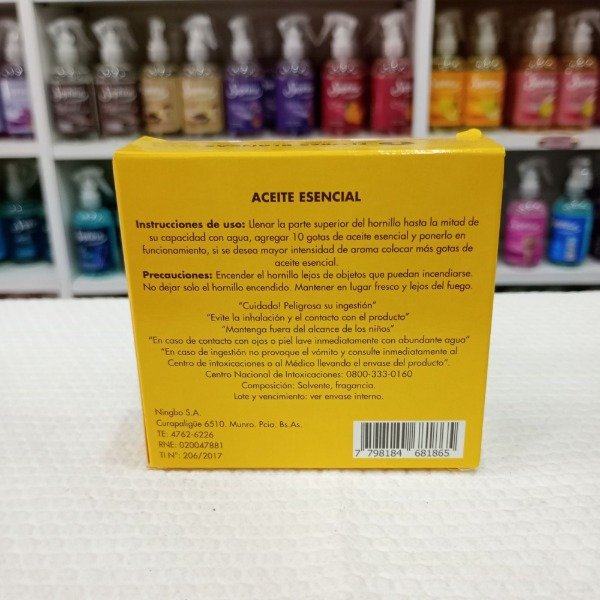 ACEITE ESENCIAL
Instrucciones de uso: Llenar la parte superior del hornillo hasta la mitad de
su capacidad con agua, agregar 10 gotas de aceite esencial y ponerlo en
funcionamiento, si se desea mayor intensidad de aroma colocar más gotas de
aceite esencial.
Precauciones: Encender el hornillo lejos de objetos que puedan incendiarse.
No dejar solo el hornillo encendido. Mantener en lugar fresco y lejos del fuego.
"Cuidado! Peligrosa su ingestión"
"Evite la inhalación y el contacto con el producto"
"Mantenga fuera del alcance de los niños"
"En caso de contacto con ojos o piel lave inmediatamente con abundante agua"
"En caso de ingestión no provoque el vómito y consulte inmediatamente al
Centro de intoxicaciones o al Médico llevando el envase del producto".
Centro Nacional de Intoxicaciones: 0800-333-0160
Composición: Solvente, fragancia.
Lote y vencimiento: ver envase interno.
Ningbo S.A.
Curapaligüe 6510. Munro. Pcia. Bs.As.
TE: 4762-6226
RNE: 020047881
TI N°: 206/2017
7 798184 681865